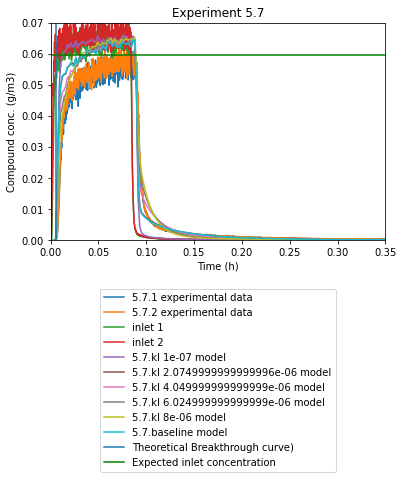 Experiment 5.7
Compound conc. (g/m3)
0.07
0.06
0.05
0.04
0.03
0.02
0.01
0.00
0.00 0.05 0.10 0.15 0.20 0.25 0.30 0.35
Time (h)
5.7.1 experimental data
5.7.2 experimental data
inlet 1
inlet 2
5.7.kl 1e-07 model
5.7.kl 2.0749999999999996e-06 model
5.7.kl 4.049999999999999e-06 model
5.7.kl 6.024999999999999e-06 model
5.7.kl 8e-06 model
5.7.baseline model
Theoretical Breakthrough curve)
Expected inlet concentration